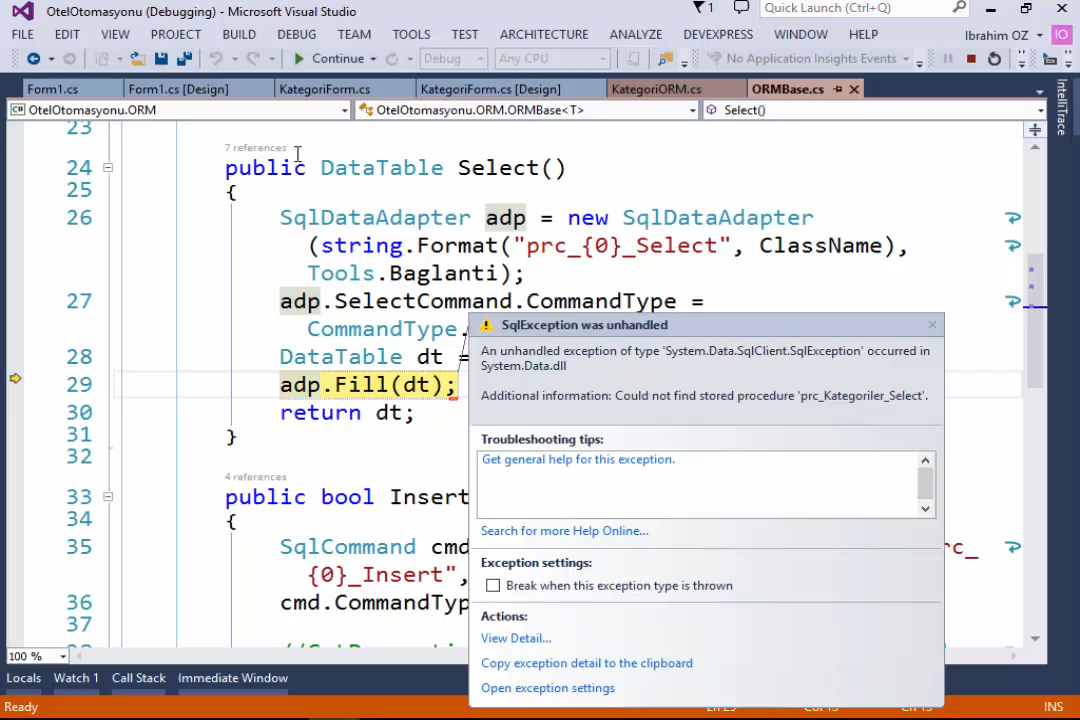 OtelOtomasyonu (Debugging) - Microsoft Visual Studio
1
Quick Launch (Ctrl+Q)
FILE EDIT VIEW PROJECT BUILD DEBUG TEAM TOOLS TEST ARCHITECTURE ANALYZE DEVEXPRESS WINDOW HELP Ibrahim OZ IO
Continue Debug Any CPU No Application Insights Events
Form1.cs Form1.cs [Design] KategoriForm.cs KategoriForm.cs [Design] KategoriORM.cs ORMBase.cs
C# OtelOtomasyonu.ORM OtelOtomasyonu.ORM.ORMBase<T> Select()
IntelliTrace
23
7 references
24 public DataTable Select()
25 {
26 SqlDataAdapter adp = new SqlDataAdapter
(string.Format("prc_{0}_Select", ClassName),
Tools.Baglanti);
27 adp.SelectCommand.CommandType =
CommandType.
28 DataTable dt =
29 adp.Fill(dt);
30 return dt;
31 }
32
4 references
33 public bool Insert
34 {
35 SqlCommand cmd rc_
{0}_Insert",
36 cmd.CommandTyp
37
SqlException was unhandled
An unhandled exception of type 'System.Data.SqlClient.SqlException' occurred in
System.Data.dll
Additional information: Could not find stored procedure 'prc_Kategoriler_Select'.
Troubleshooting tips:
Get general help for this exception.
Search for more Help Online...
Exception settings:
Break when this exception type is thrown
Actions:
View Detail...
Copy exception detail to the clipboard
Open exception settings
100 %
Locals Watch 1 Call Stack Immediate Window
Ready INS